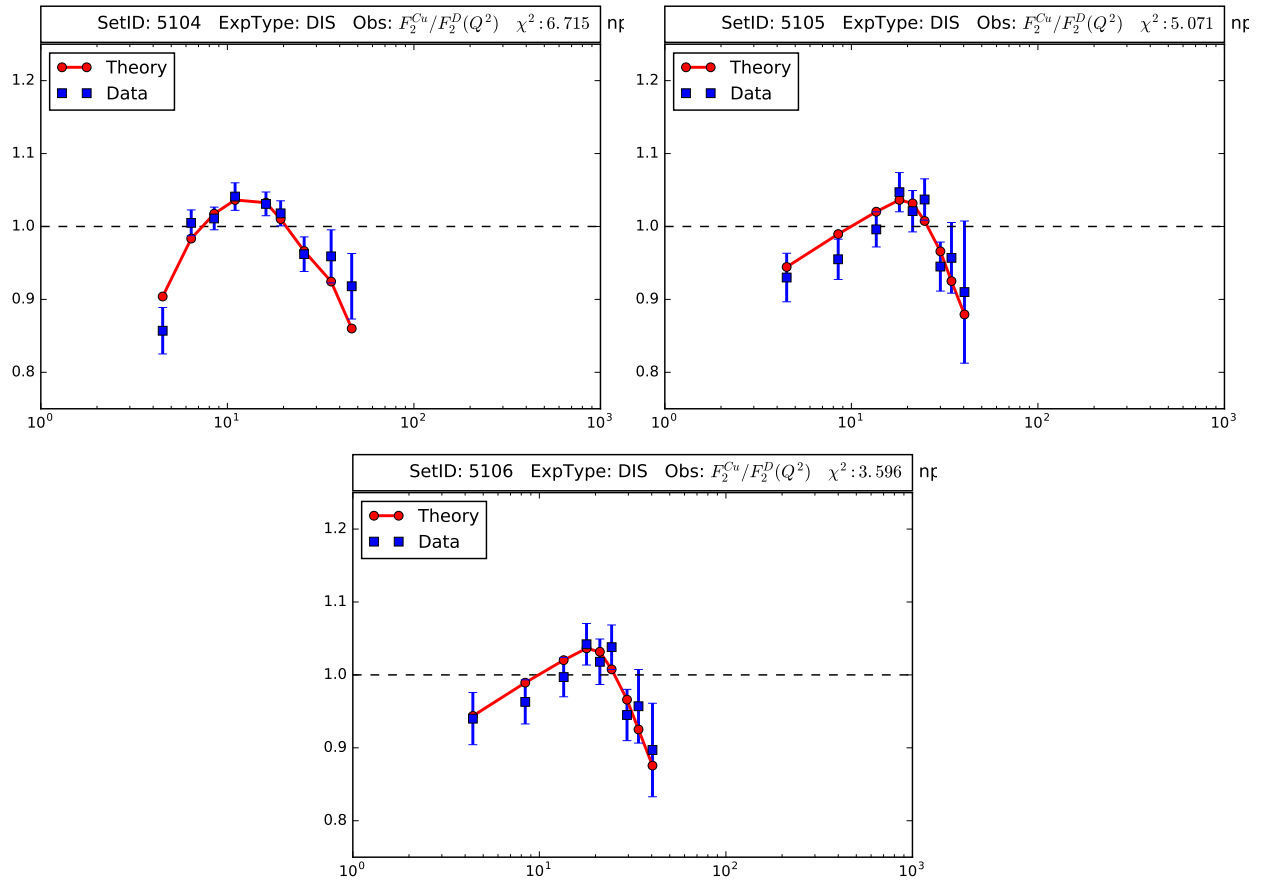 SetID: 5104 ExpType: DIS Obs: $F_2^{Cu}/F_2^D(Q^2)$ $\chi^2:6.715$ np
Theory
Data
1.2
1.1
1.0
0.9
0.8
10^0 10^1 10^2 10^3
SetID: 5105 ExpType: DIS Obs: $F_2^{Cu}/F_2^D(Q^2)$ $\chi^2:5.071$ np
Theory
Data
1.2
1.1
1.0
0.9
0.8
10^0 10^1 10^2 10^3
SetID: 5106 ExpType: DIS Obs: $F_2^{Cu}/F_2^D(Q^2)$ $\chi^2:3.596$ np
Theory
Data
1.2
1.1
1.0
0.9
0.8
10^0 10^1 10^2 10^3